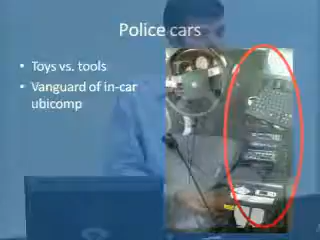 Police cars
• Toys vs. tools
• Vanguard of in-car
ubicomp